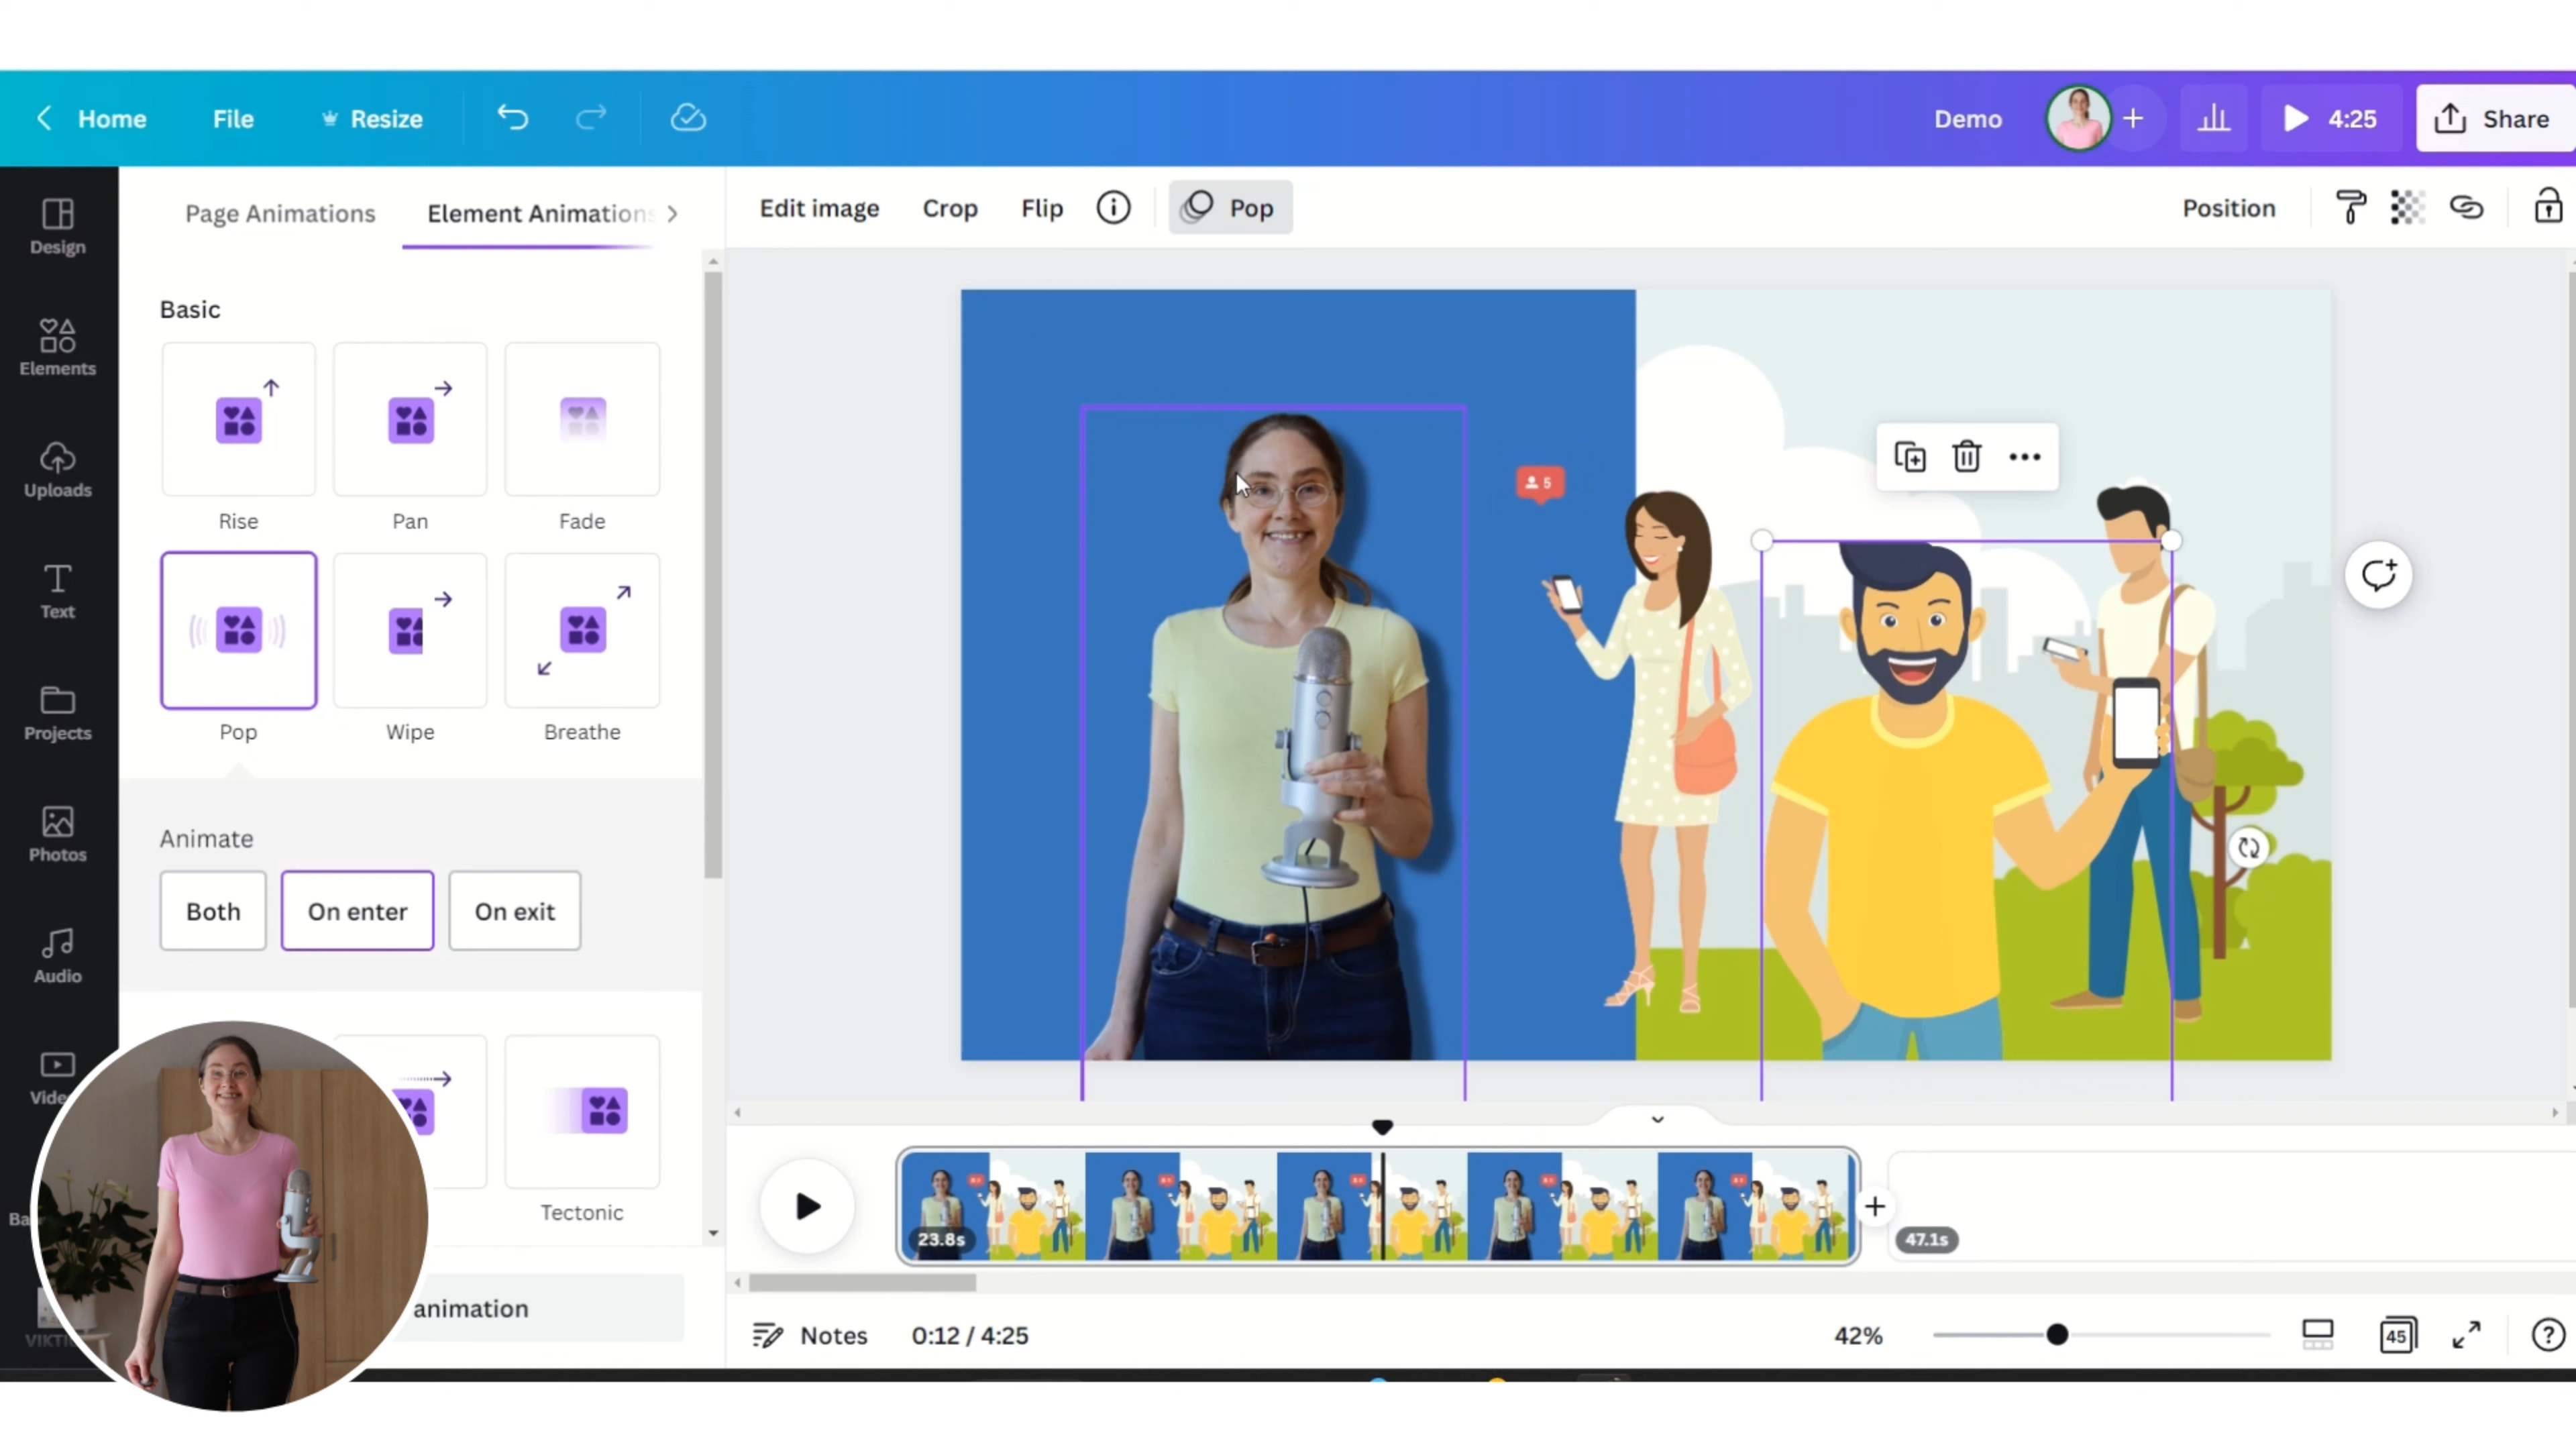 Home File Resize Demo 4:25 Share
Design
Elements
Uploads
Text
Projects
Photos
Audio
Page Animations Element Animations
Basic
Rise Pan Fade
Pop Wipe Breathe
Animate
Both On enter On exit
Tectonic
animation
Edit image Crop Flip Pop Position
5
23.8s
47.1s
Notes 0:12 / 4:25 42% 45 ?